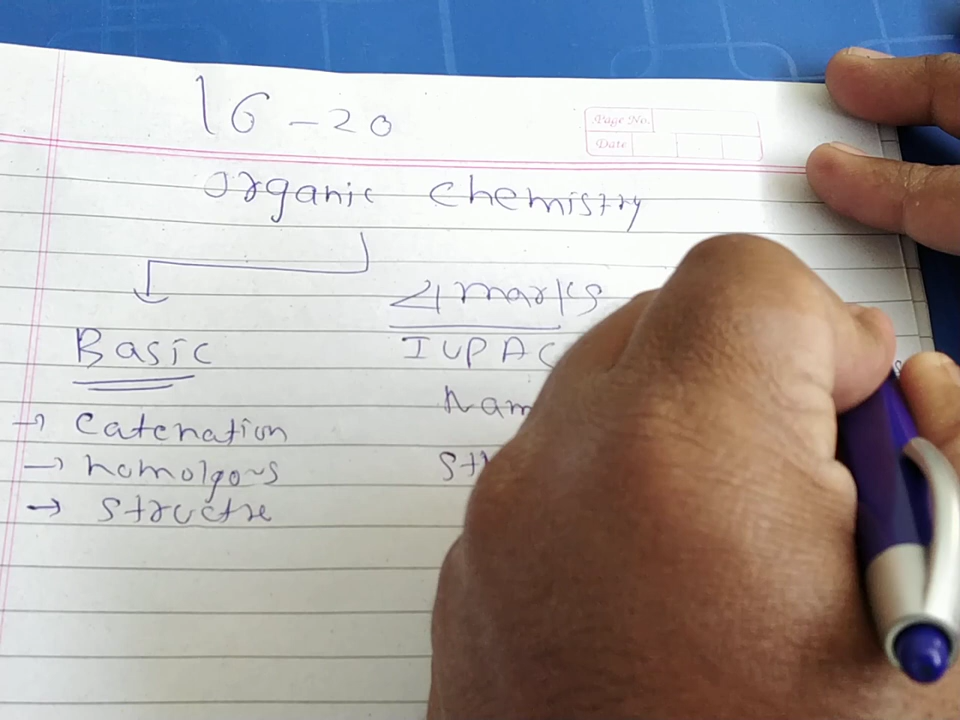 16-20
Page No.
Date
organic chemistry
4 marks
Basic
IUPAC
→ catenation
→ homolgous
→ structre